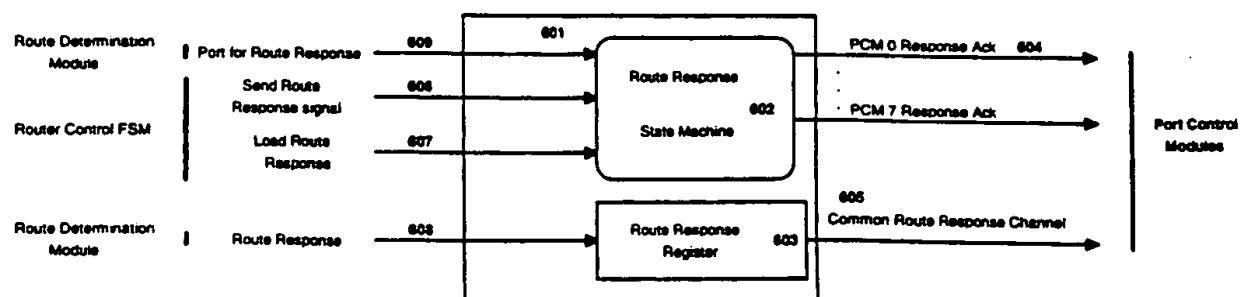 Route Determination
Module
Port for Route Response
609
601
Send Route
Response signal
606
Router Control FSM
Load Route
Response
607
Route Determination
Module
Route Response
608
Route Response
602
State Machine
Route Response
Register
603
PCM 0 Response Ack
604
PCM 7 Response Ack
605
Common Route Response Channel
Port Control
Modules